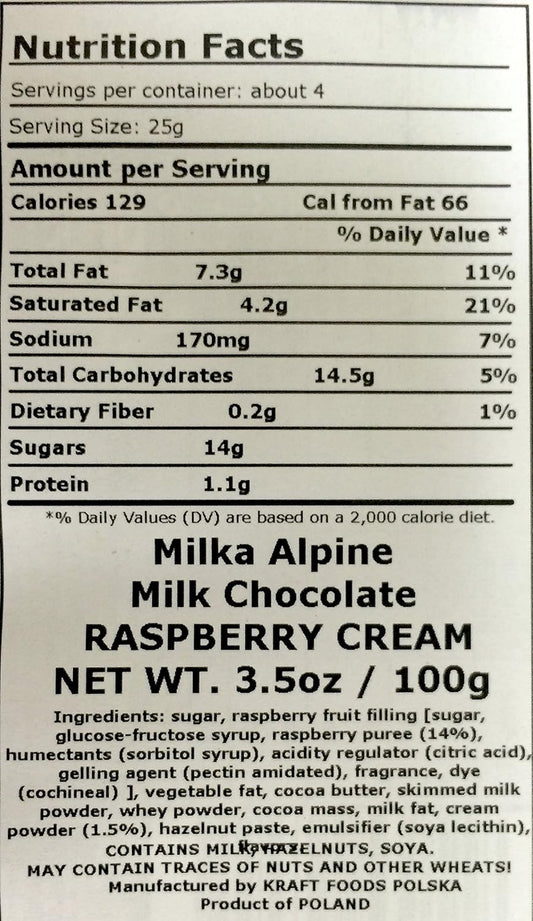 Nutrition Facts
Servings per container: about 4
Serving Size: 25g
Amount per Serving
Calories 129 Cal from Fat 66
% Daily Value *
Total Fat 7.3g 11%
Saturated Fat 4.2g 21%
Sodium 170mg 7%
Total Carbohydrates 14.5g 5%
Dietary Fiber 0.2g 1%
Sugars 14g
Protein 1.1g
*% Daily Values (DV) are based on a 2,000 calorie diet.
Milka Alpine
Milk Chocolate
RASPBERRY CREAM
NET WT. 3.5oz / 100g
Ingredients: sugar, raspberry fruit filling [sugar,
glucose-fructose syrup, raspberry puree (14%),
humectants (sorbitol syrup), acidity regulator (citric acid),
gelling agent (pectin amidated), fragrance, dye
(cochineal) ], vegetable fat, cocoa butter, skimmed milk
powder, whey powder, cocoa mass, milk fat, cream
powder (1.5%), hazelnut paste, emulsifier (soya lecithin),
CONTAINS MILK, HAZELNUTS, SOYA.
MAY CONTAIN TRACES OF NUTS AND OTHER WHEATS!
Manufactured by KRAFT FOODS POLSKA
Product of POLAND